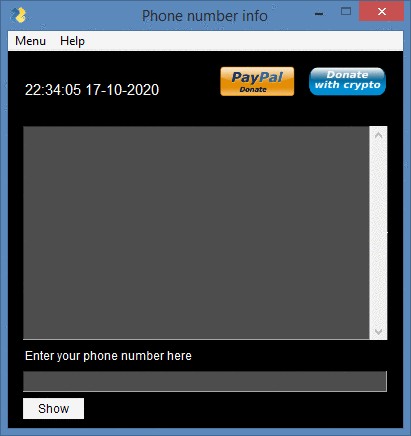 Phone number info
Menu Help
22:34:05 17-10-2020
PayPal
Donate
Donate
with crypto
Enter your phone number here
Show